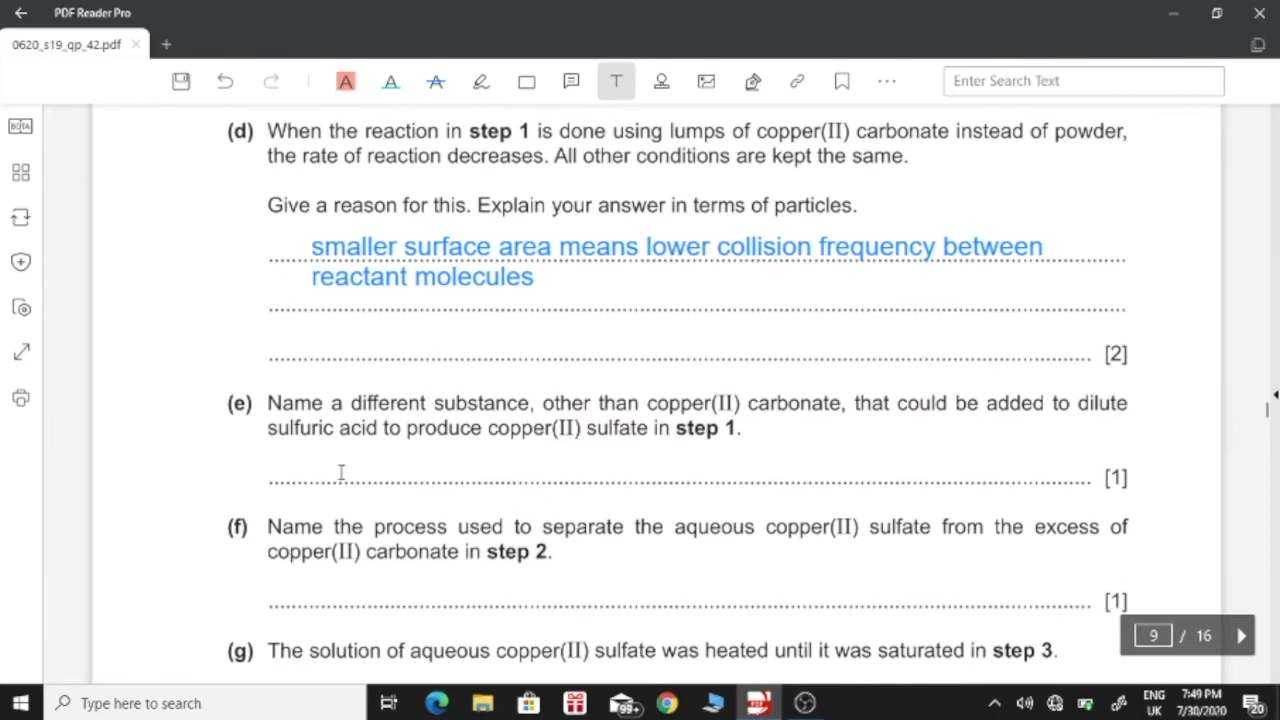 PDF Reader Pro
0620_s19_qp_42.pdf
Enter Search Text
BOTA
(d) When the reaction in step 1 is done using lumps of copper(II) carbonate instead of powder,
the rate of reaction decreases. All other conditions are kept the same.
Give a reason for this. Explain your answer in terms of particles.
smaller surface area means lower collision frequency between
reactant molecules
[2]
(e) Name a different substance, other than copper(II) carbonate, that could be added to dilute
sulfuric acid to produce copper(II) sulfate in step 1.
[1]
(f) Name the process used to separate the aqueous copper(II) sulfate from the excess of
copper(II) carbonate in step 2.
[1]
9 / 16
(g) The solution of aqueous copper(II) sulfate was heated until it was saturated in step 3.
Type here to search
99+
PDF
ENG
UK
7:49 PM
7/30/2020
20